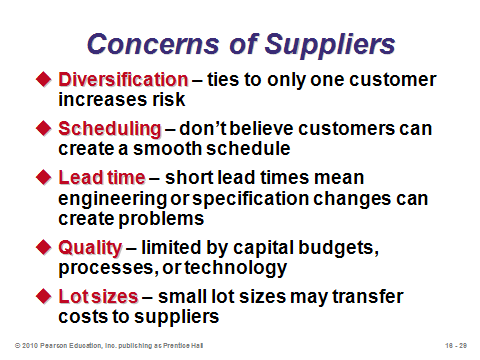 Concerns of Suppliers
Diversification – ties to only one customer
increases risk
Scheduling – don't believe customers can
create a smooth schedule
Lead time – short lead times mean
engineering or specification changes can
create problems
Quality – limited by capital budgets,
processes, or technology
Lot sizes – small lot sizes may transfer
costs to suppliers
© 2010 Pearson Education, Inc. publishing as Prentice Hall
16 - 29